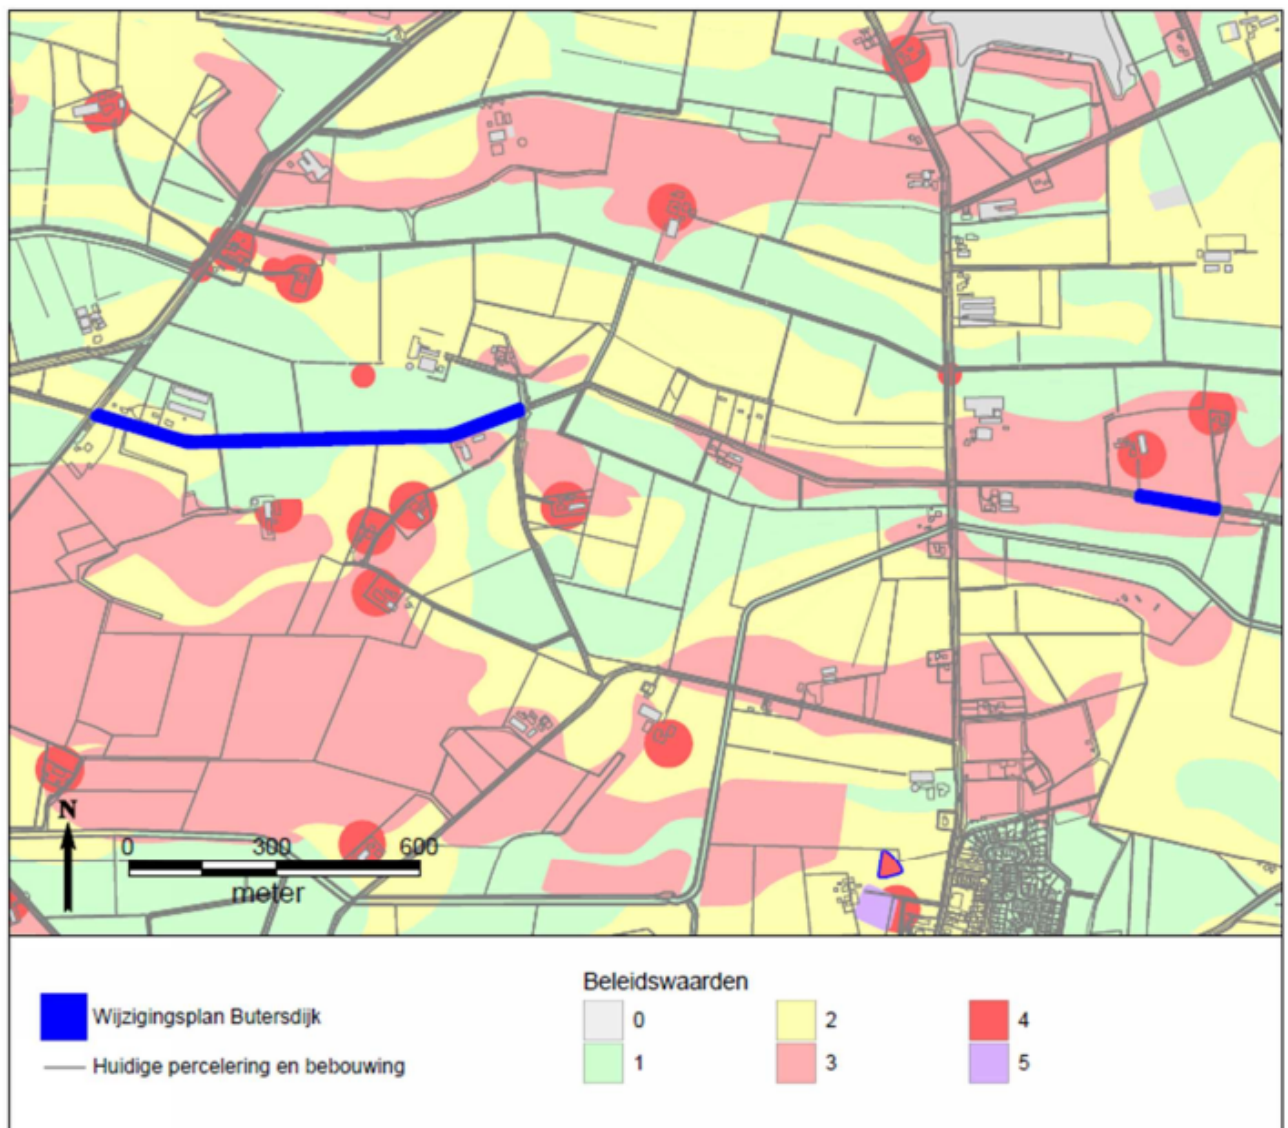 N
0 300 600
meter
Beleidswaarden
Wijzigingsplan Butersdijk
Huidige percelering en bebouwing
0 2 4
1 3 5